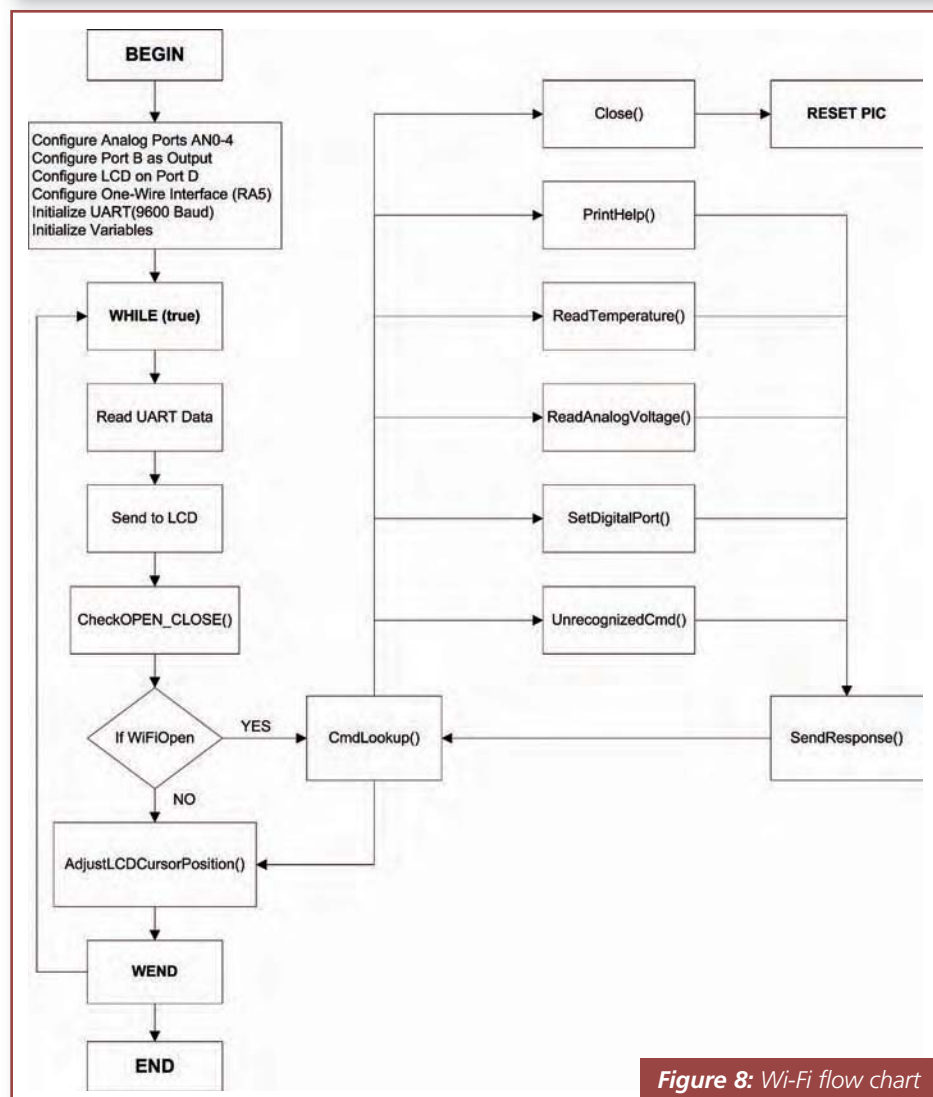 BEGIN
Configure Analog Ports AN0-4
Configure Port B as Output
Configure LCD on Port D
Configure One-Wire Interface (RA5)
Initialize UART(9600 Baud)
Initialize Variables
WHILE (true)
Read UART Data
Send to LCD
CheckOPEN_CLOSE()
If WiFiOpen
YES
NO
AdjustLCDCursorPosition()
WEND
END
CmdLookup()
Close()
RESET PIC
PrintHelp()
ReadTemperature()
ReadAnalogVoltage()
SetDigitalPort()
UnrecognizedCmd()
SendResponse()
Figure 8: Wi-Fi flow chart